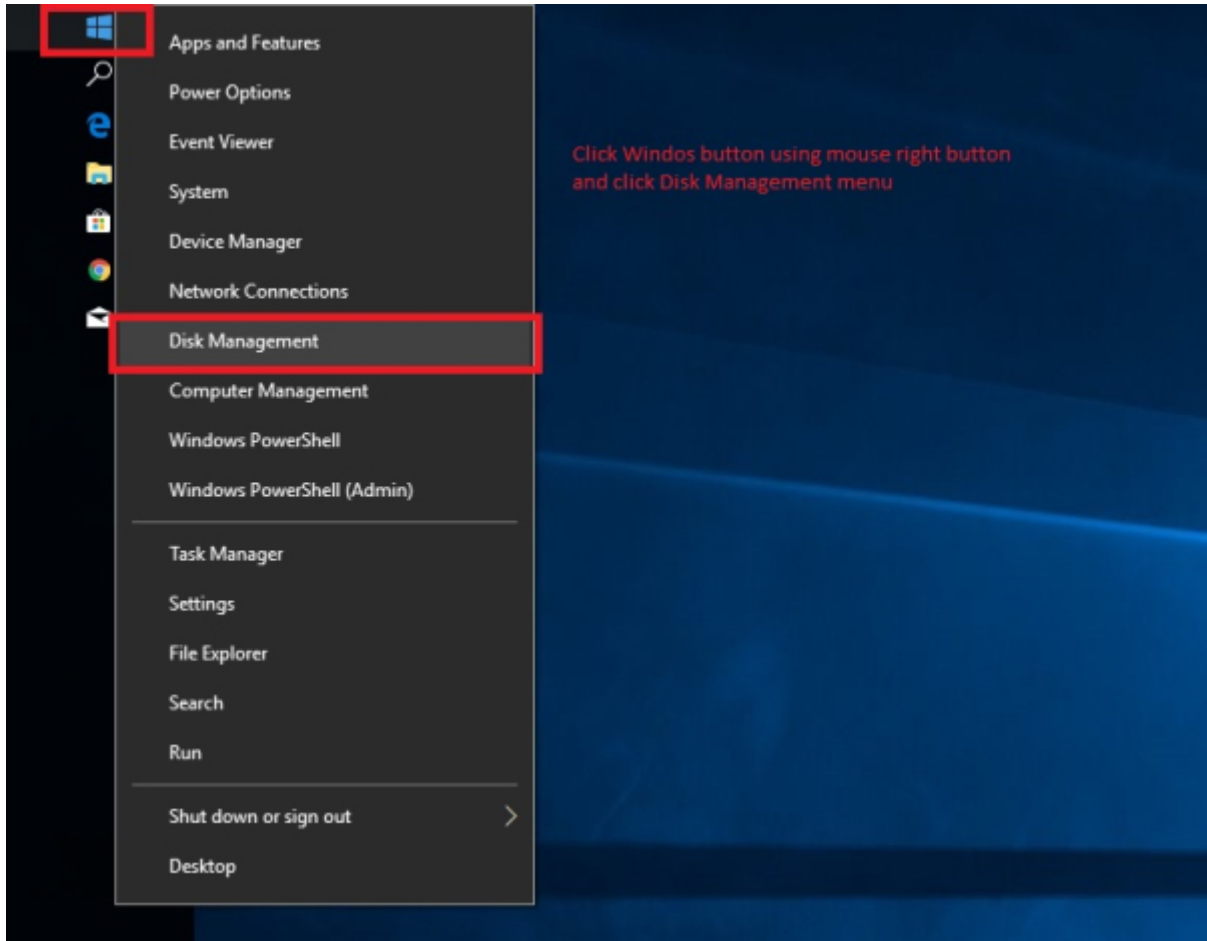 Apps and Features
Power Options
Event Viewer
System
Device Manager
Network Connections
Disk Management
Computer Management
Windows PowerShell
Windows PowerShell (Admin)
Task Manager
Settings
File Explorer
Search
Run
Shut down or sign out
Desktop
Click Windos button using mouse right button
and click Disk Management menu